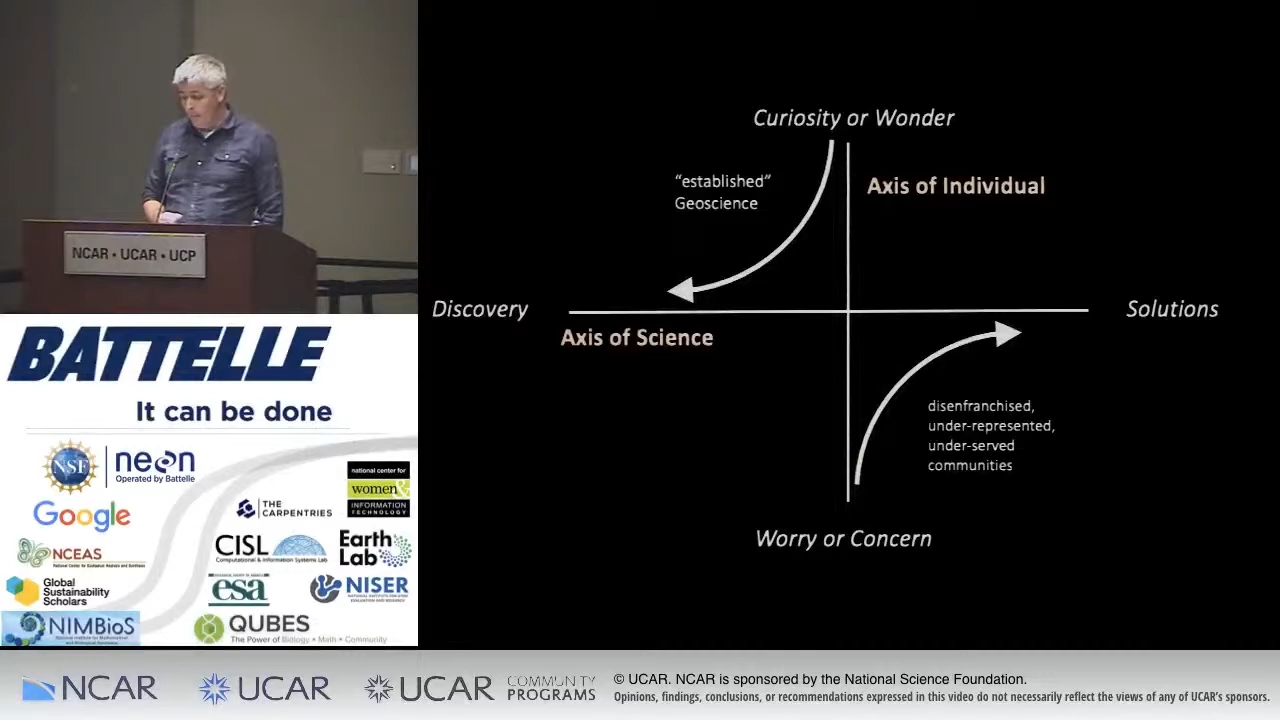 NCAR • UCAR • UCP
BATTELLE
It can be done
NSF
neon
Operated by Battelle
Google
THE
CARPENTRIES
national center for
women &
INFORMATION
TECHNOLOGY
NCEAS
CISL
Computational & Information Systems Lab
Earth
Lab
Global
Sustainability
Scholars
esa
NISER
NIMBioS
QUBES
The Power of Biology • Math • Community
Curiosity or Wonder
“established”
Geoscience
Axis of Individual
Discovery
Solutions
Axis of Science
disenfranchised,
under-represented,
under-served
communities
Worry or Concern
NCAR
UCAR
UCAR
COMMUNITY
PROGRAMS
© UCAR. NCAR is sponsored by the National Science Foundation.
Opinions, findings, conclusions, or recommendations expressed in this video do not necessarily reflect the views of any of UCAR's sponsors.